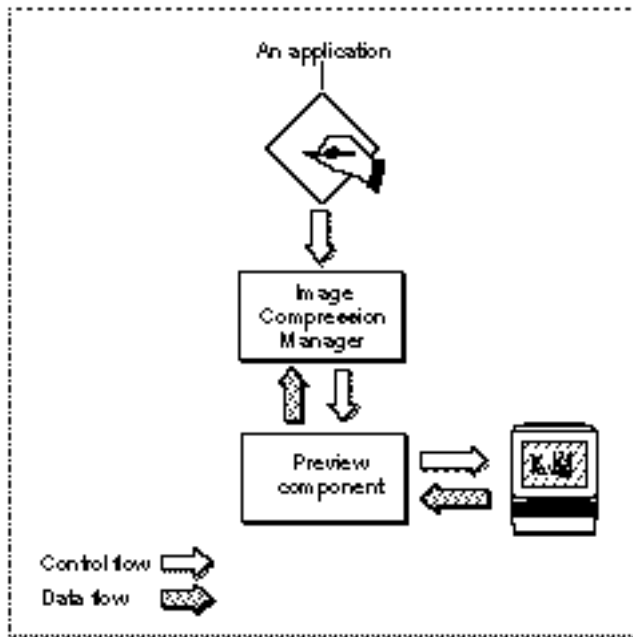 An application
Image
Compression
Manager
Preview
component
Control flow
Data flow